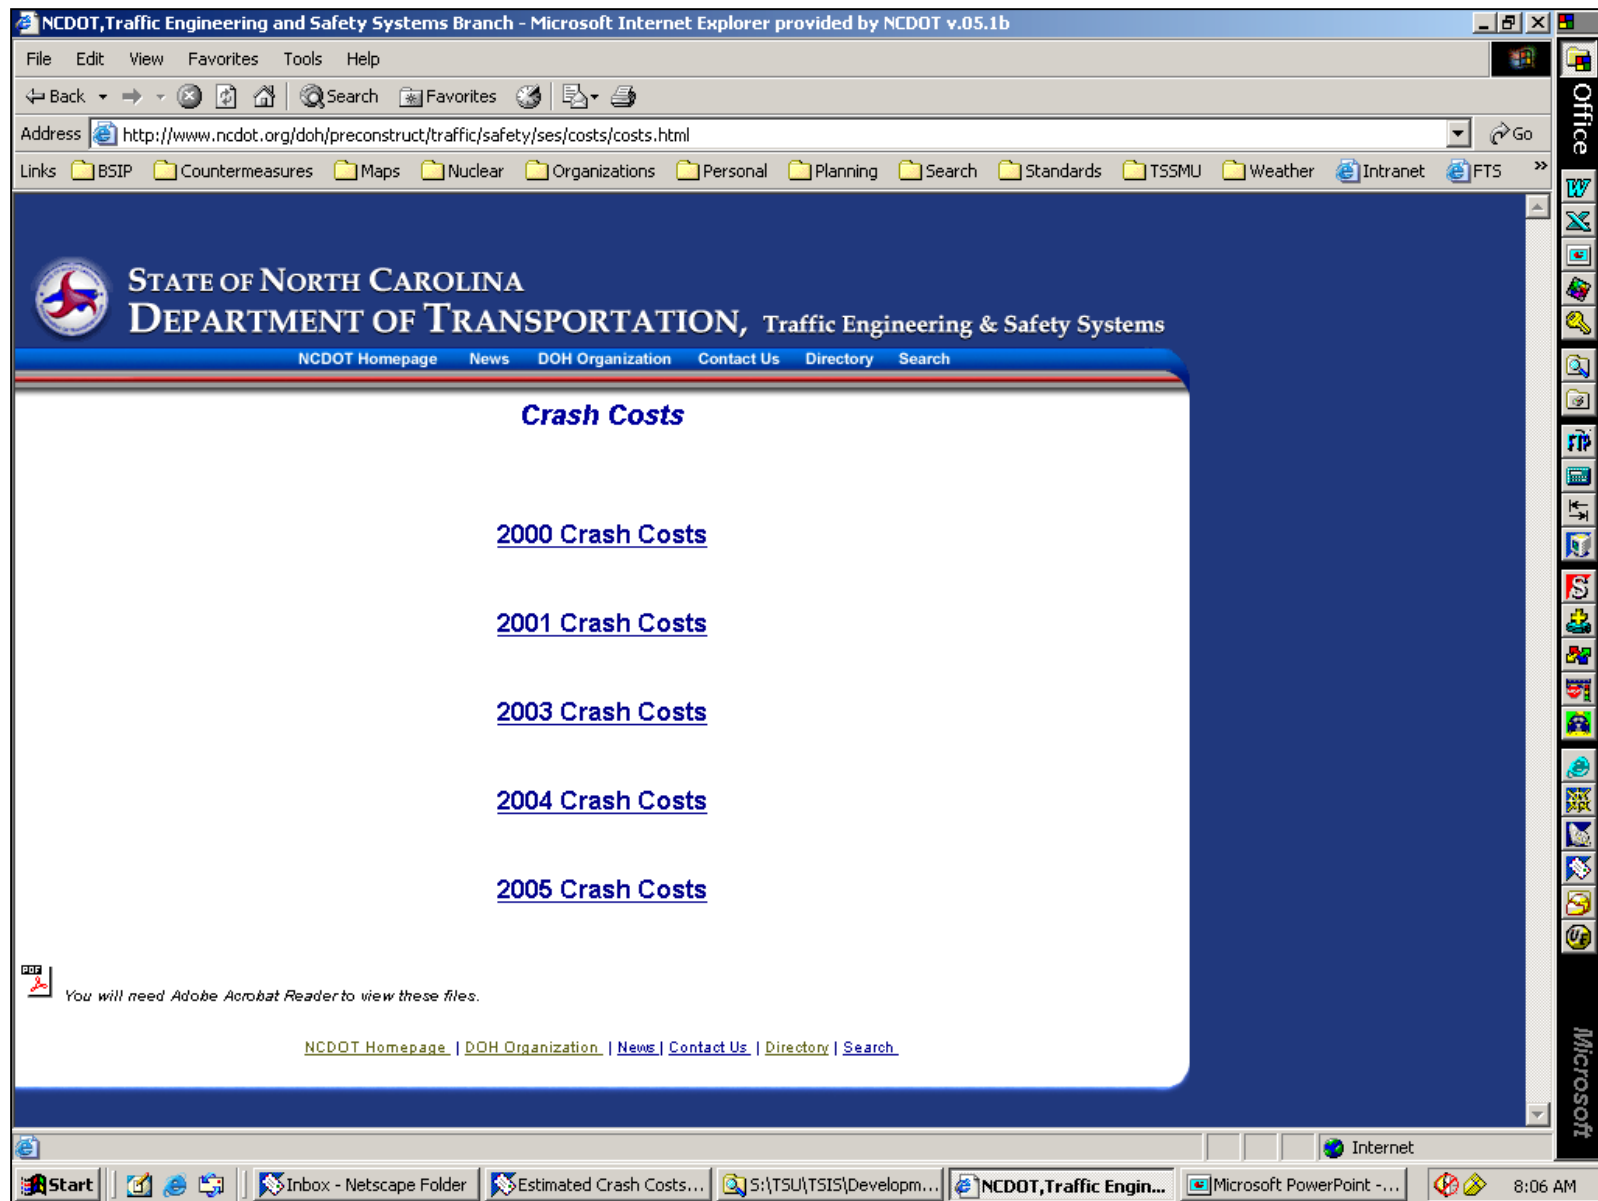 NCDOT,Traffic Engineering and Safety Systems Branch - Microsoft Internet Explorer provided by NCDOT v.05.1b
File Edit View Favorites Tools Help
Back Search Favorites
Address http://www.ncdot.org/doh/preconstruct/traffic/safety/ses/costs/costs.html Go
Links BSIP Countermeasures Maps Nuclear Organizations Personal Planning Search Standards TSSMU Weather Intranet FTS »
Office
STATE OF NORTH CAROLINA
DEPARTMENT OF TRANSPORTATION, Traffic Engineering & Safety Systems
NCDOT Homepage News DOH Organization Contact Us Directory Search
Crash Costs
2000 Crash Costs
2001 Crash Costs
2003 Crash Costs
2004 Crash Costs
2005 Crash Costs
PDF
You will need Adobe Acrobat Reader to view these files.
NCDOT Homepage | DOH Organization | News | Contact Us | Directory | Search
Microsoft
Internet
Start Inbox - Netscape Folder Estimated Crash Costs... S:\TSU\TSIS\Developm... NCDOT,Traffic Engin... Microsoft PowerPoint -... 8:06 AM